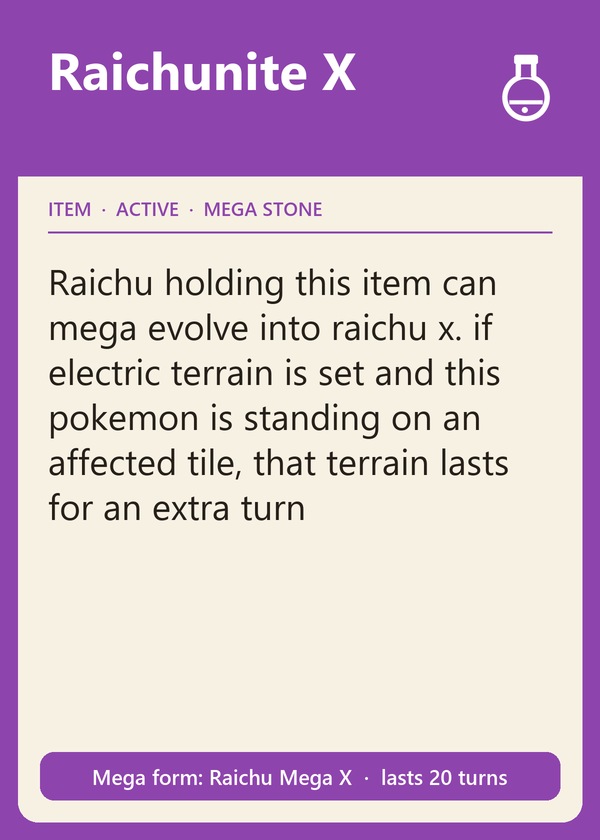 Raichunite X
ITEM · ACTIVE · MEGA STONE
Raichu holding this item can
mega evolve into raichu x. if
electric terrain is set and this
pokemon is standing on an
affected tile, that terrain lasts
for an extra turn
Mega form: Raichu Mega X · lasts 20 turns